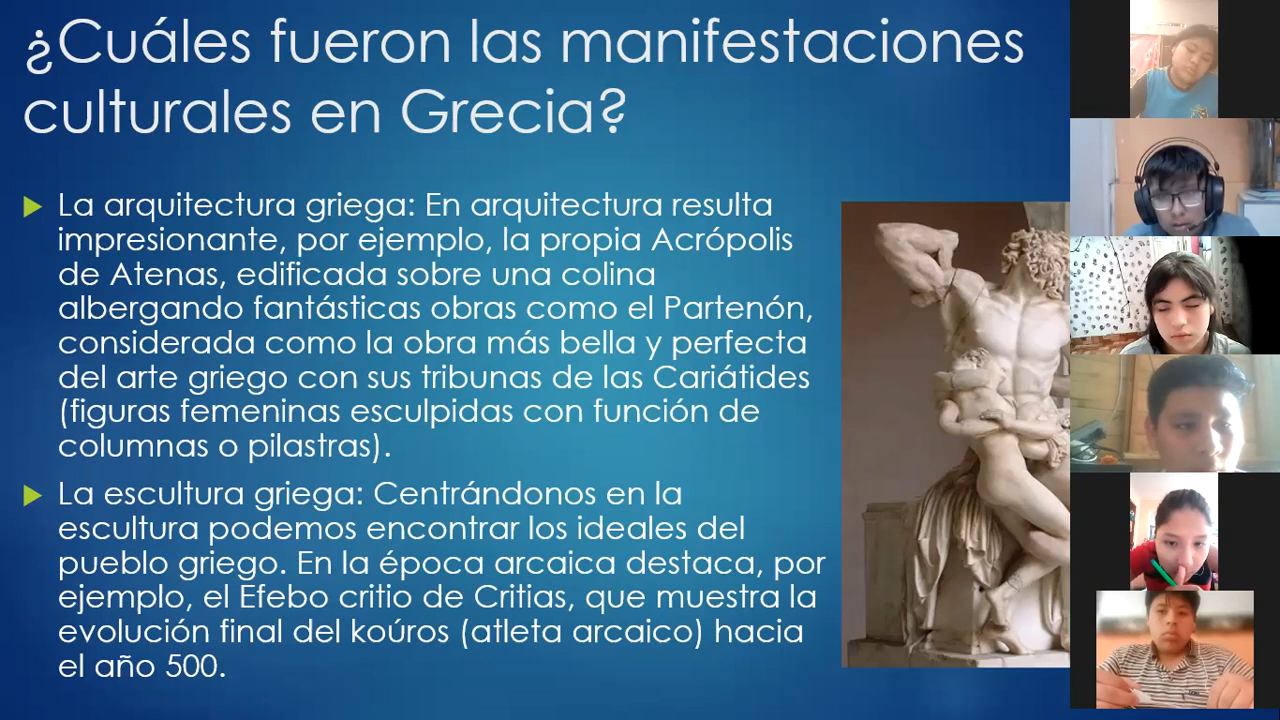 ¿Cuáles fueron las manifestaciones
culturales en Grecia?
La arquitectura griega: En arquitectura resulta
impresionante, por ejemplo, la propia Acrópolis
de Atenas, edificada sobre una colina
albergando fantásticas obras como el Partenón,
considerada como la obra más bella y perfecta
del arte griego con sus tribunas de las Cariátides
(figuras femeninas esculpidas con función de
columnas o pilastras).
La escultura griega: Centrándonos en la
escultura podemos encontrar los ideales del
pueblo griego. En la época arcaica destaca, por
ejemplo, el Efebo critio de Critias, que muestra la
evolución final del koúros (atleta arcaico) hacia
el año 500.